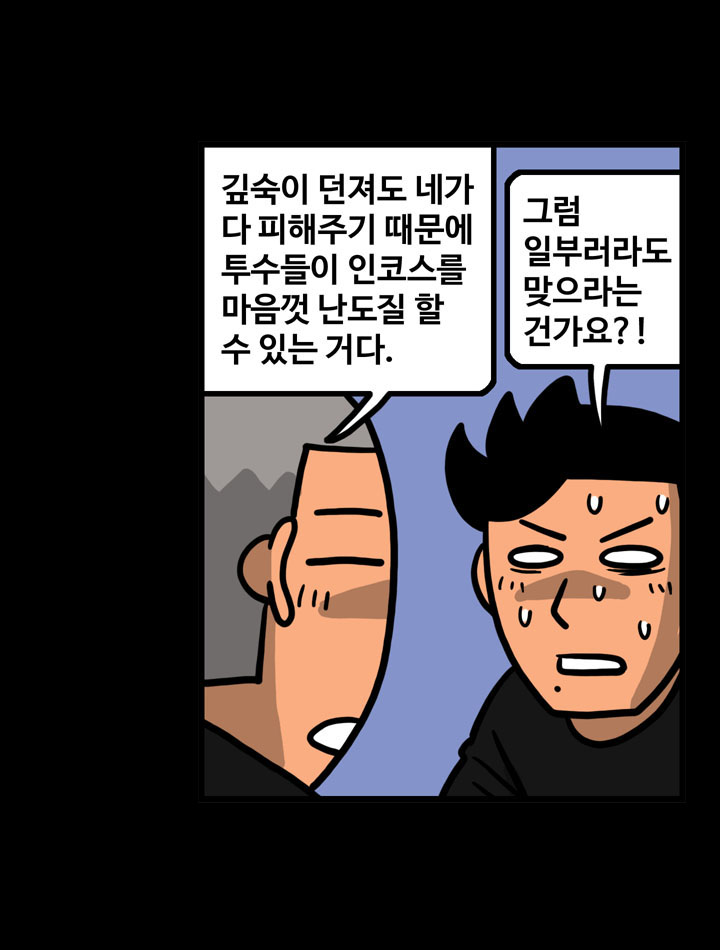 깊숙이 던져도 네가
다 피해주기 때문에
투수들이 인코스를
마음껏 난도질 할
수 있는 거다.
그럼
일부러라도
맞으라는
건가요?!